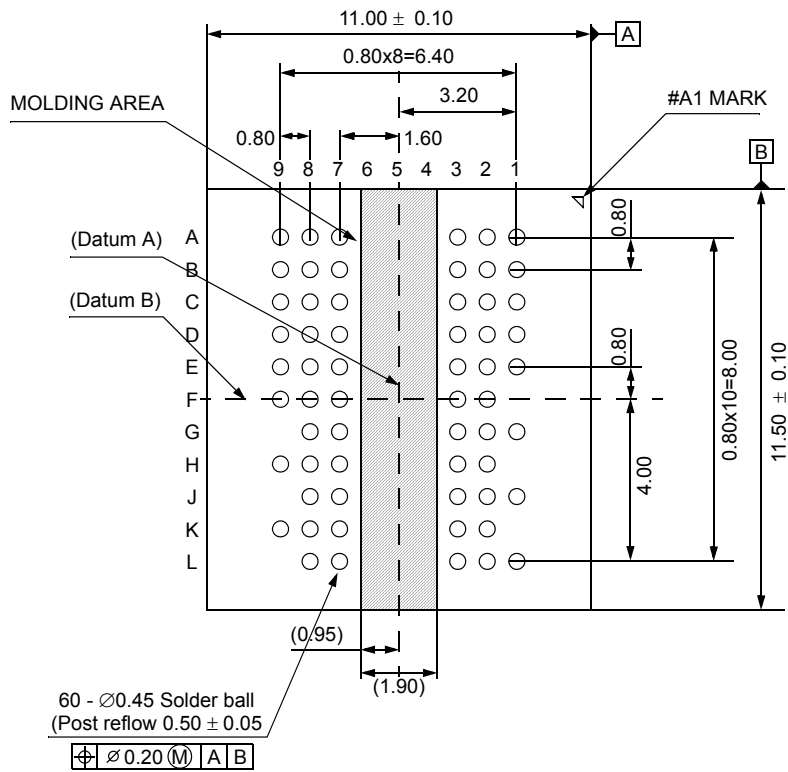 11.00 ± 0.10
A
0.80x8=6.40
MOLDING AREA
3.20
#A1 MARK
0.80
1.60
9 8 7 6 5 4 3 2 1
B
0.80
(Datum A)
A
B
(Datum B)
C
D
E
F
G
H
J
K
L
0.80
0.80x10=8.00
11.50 ± 0.10
4.00
(0.95)
(1.90)
60 - ∅0.45 Solder ball
(Post reflow 0.50 ± 0.05
⌖ ∅ 0.20 Ⓜ A B